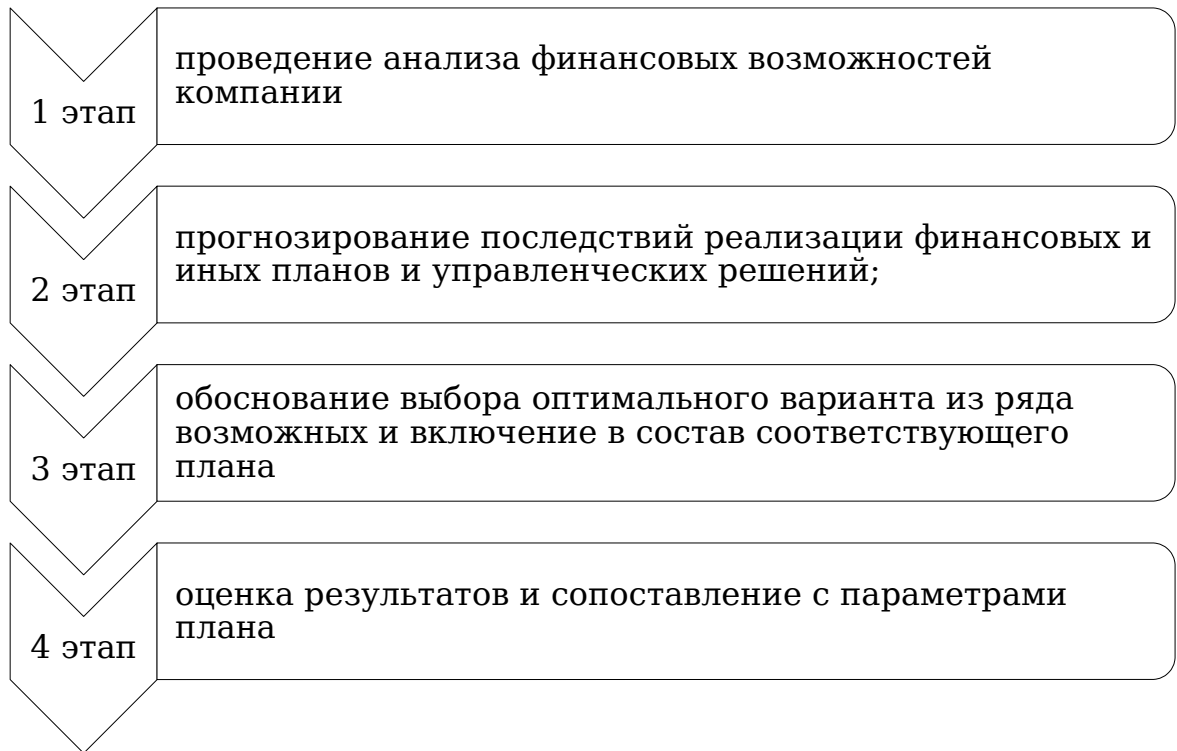 1 этап
проведение анализа финансовых возможностей
компании
2 этап
прогнозирование последствий реализации финансовых и
иных планов и управленческих решений;
3 этап
обоснование выбора оптимального варианта из ряда
возможных и включение в состав соответствующего
плана
4 этап
оценка результатов и сопоставление с параметрами
плана